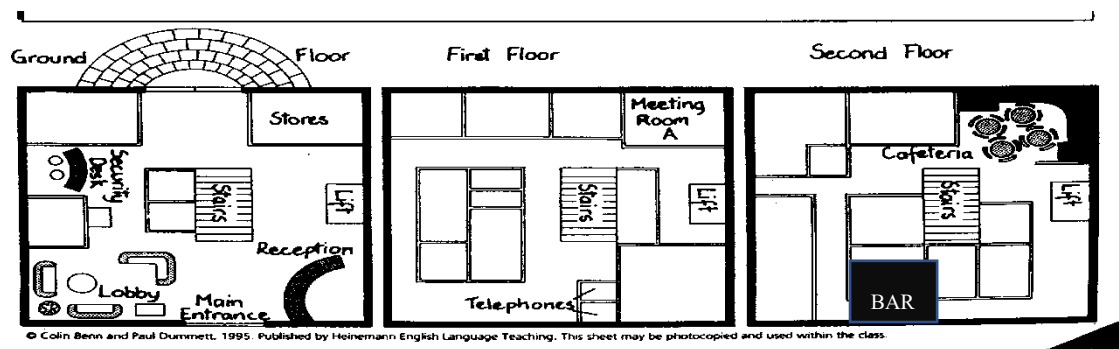 Ground Floor
First Floor
Second Floor
Stores
Meeting
Room
A
Cafeteria
Security
Desk
Stairs
Lift
Stairs
Lift
Stairs
Lift
Reception
Lobby
Main
Entrance
Telephones
BAR
© Colin Benn and Paul Dummett, 1995. Published by Heinemann English Language Teaching. This sheet may be photocopied and used within the class.